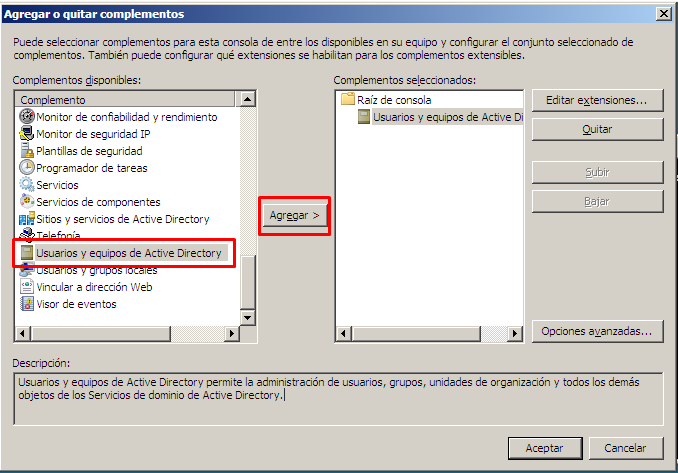 Agregar o quitar complementos
Puede seleccionar complementos para esta consola de entre los disponibles en su equipo y configurar el conjunto seleccionado de
complementos. También puede configurar qué extensiones se habilitan para los complementos extensibles.
Complementos disponibles:
Complemento
Monitor de confiabilidad y rendimiento
Monitor de seguridad IP
Plantillas de seguridad
Programador de tareas
Servicios
Servicios de componentes
Sitios y servicios de Active Directory
Telefonía
Usuarios y equipos de Active Directory
Usuarios y grupos locales
Vincular a dirección Web
Visor de eventos
Agregar >
Complementos seleccionados:
Raíz de consola
Usuarios y equipos de Active Di
Editar extensiones...
Quitar
Subir
Bajar
Opciones avanzadas...
Descripción:
Usuarios y equipos de Active Directory permite la administración de usuarios, grupos, unidades de organización y todos los demás
objetos de los Servicios de dominio de Active Directory.
Aceptar
Cancelar